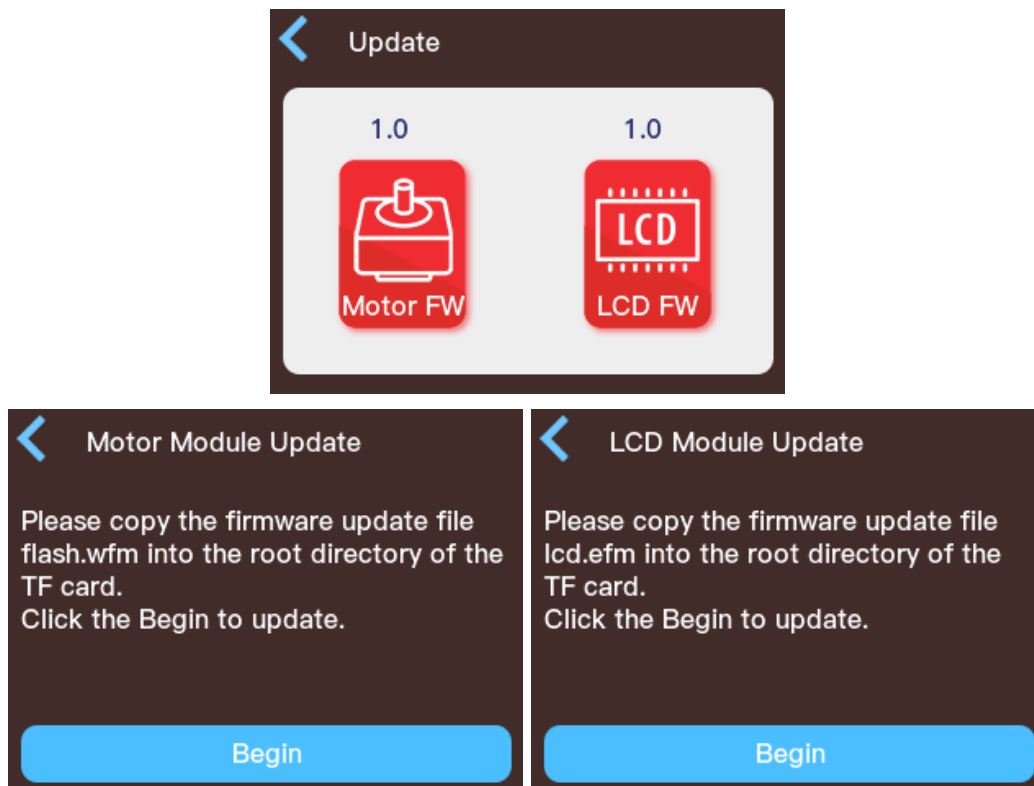 Update
1.0
1.0
LCD
Motor FW
LCD FW
Motor Module Update
Please copy the firmware update file
flash.wfm into the root directory of the
TF card.
Click the Begin to update.
Begin
LCD Module Update
Please copy the firmware update file
lcd.efm into the root directory of the
TF card.
Click the Begin to update.
Begin